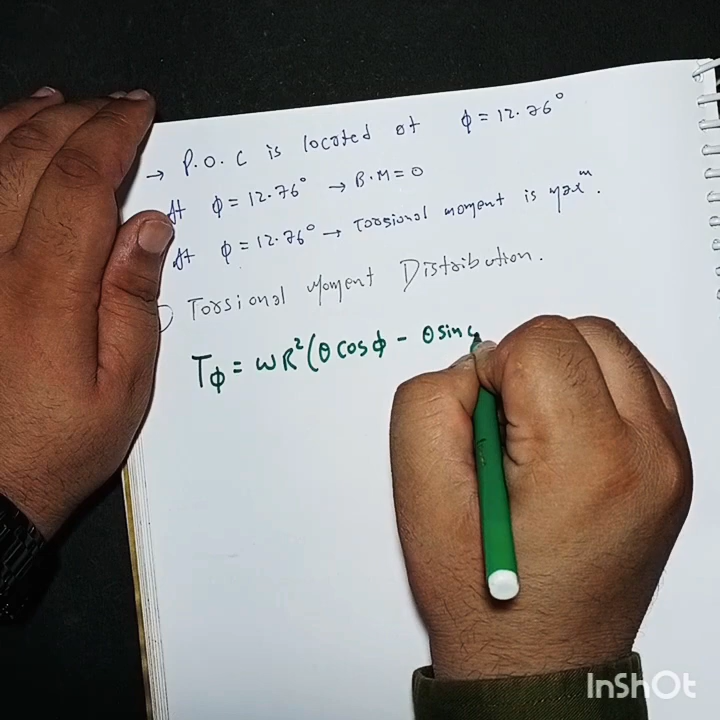 → P.O.C is located at ϕ = 12.76°
At ϕ = 12.76° → B.M = 0
At ϕ = 12.76° → Torsional moment is maxᵐ.
Torsional Moment Distribution.
Tϕ = ωR²(θ cosϕ - θ sin
InShOt